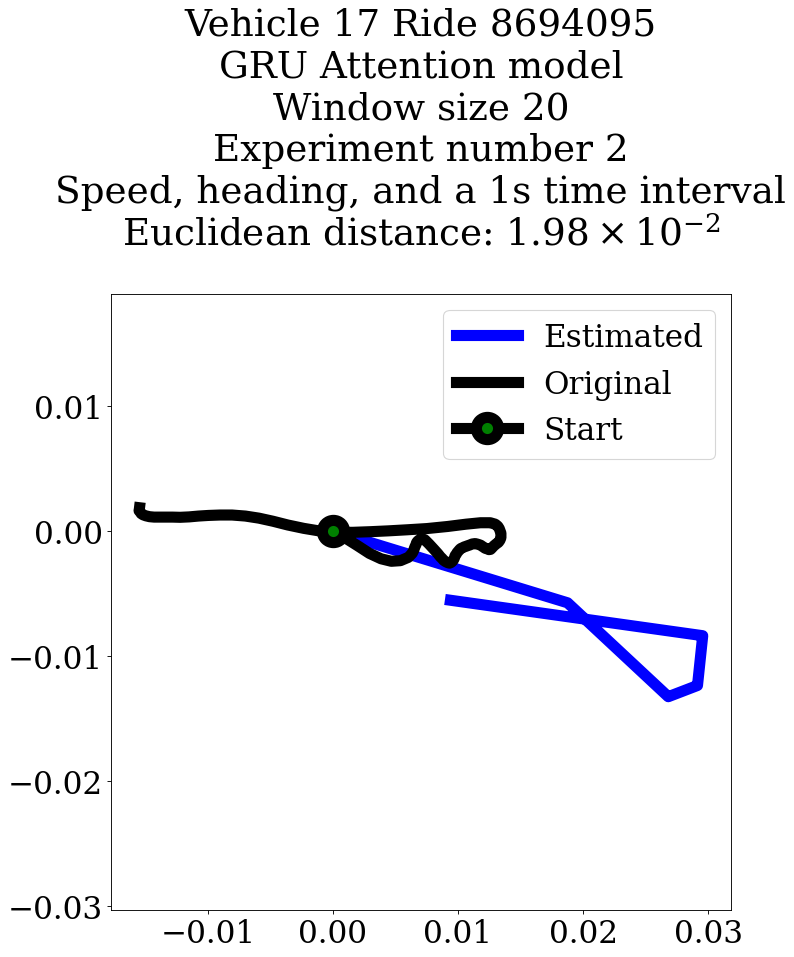 Vehicle 17 Ride 8694095
GRU Attention model
Window size 20
Experiment number 2
Speed, heading, and a 1s time interval
Euclidean distance: 1.98 × 10⁻²
Estimated
Original
Start
0.01
0.00
−0.01
−0.02
−0.03
−0.01 0.00 0.01 0.02 0.03